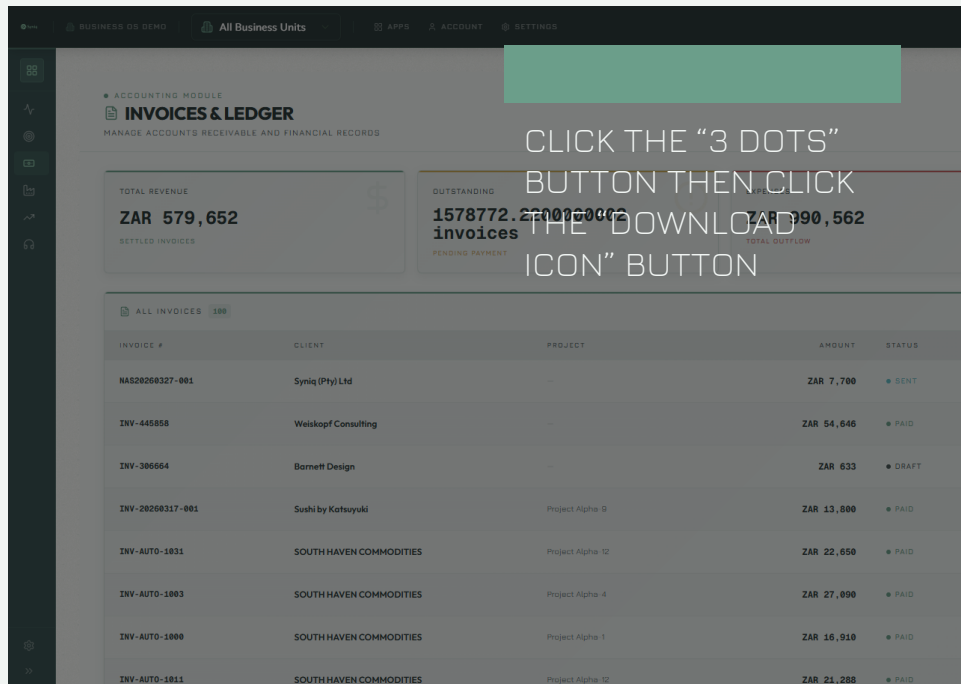 BUSINESS OS DEMO
All Business Units
APPS
ACCOUNT
SETTINGS
ACCOUNTING MODULE
INVOICES & LEDGER
MANAGE ACCOUNTS RECEIVABLE AND FINANCIAL RECORDS
CLICK THE “3 DOTS”
BUTTON THEN CLICK
THE “DOWNLOAD
ICON” BUTTON
TOTAL REVENUE
ZAR 579,652
SETTLED INVOICES
OUTSTANDING
1578772.2200000002
invoices
PENDING PAYMENT
ZAR 990,562
TOTAL OUTFLOW
ALL INVOICES 100
INVOICE # CLIENT PROJECT AMOUNT STATUS
NAS20260327-001 Syniq (Pty) Ltd - ZAR 7,700 SENT
INV-445858 Weiskopf Consulting - ZAR 54,646 PAID
INV-306664 Barnett Design - ZAR 633 DRAFT
INV-20260317-001 Sushi by Katsuyuki Project Alpha-9 ZAR 13,800 PAID
INV-AUTO-1031 SOUTH HAVEN COMMODITIES Project Alpha-12 ZAR 22,650 PAID
INV-AUTO-1003 SOUTH HAVEN COMMODITIES Project Alpha-4 ZAR 27,090 PAID
INV-AUTO-1000 SOUTH HAVEN COMMODITIES Project Alpha-1 ZAR 16,910 PAID
INV-AUTO-1011 SOUTH HAVEN COMMODITIES Project Alpha-12 ZAR 21,288 PAID